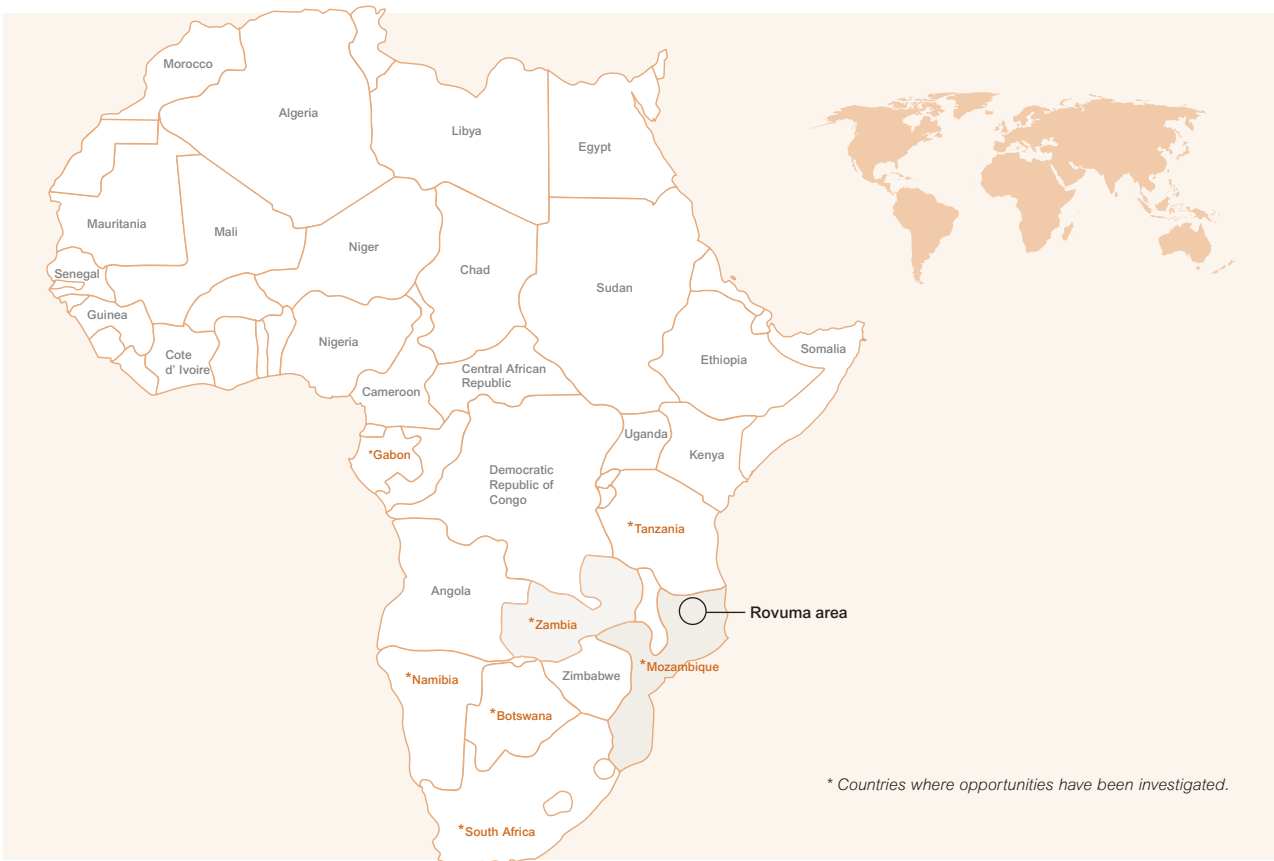 Morocco
Algeria
Libya
Egypt
Mauritania
Mali
Niger
Chad
Sudan
Senegal
Guinea
Cote
d' Ivoire
Nigeria
Cameroon
Central African
Republic
Ethiopia
Somalia
Uganda
Kenya
*Gabon
Democratic
Republic of
Congo
*Tanzania
Angola
*Zambia
Rovuma area
*Mozambique
*Namibia
Zimbabwe
*Botswana
*South Africa
* Countries where opportunities have been investigated.